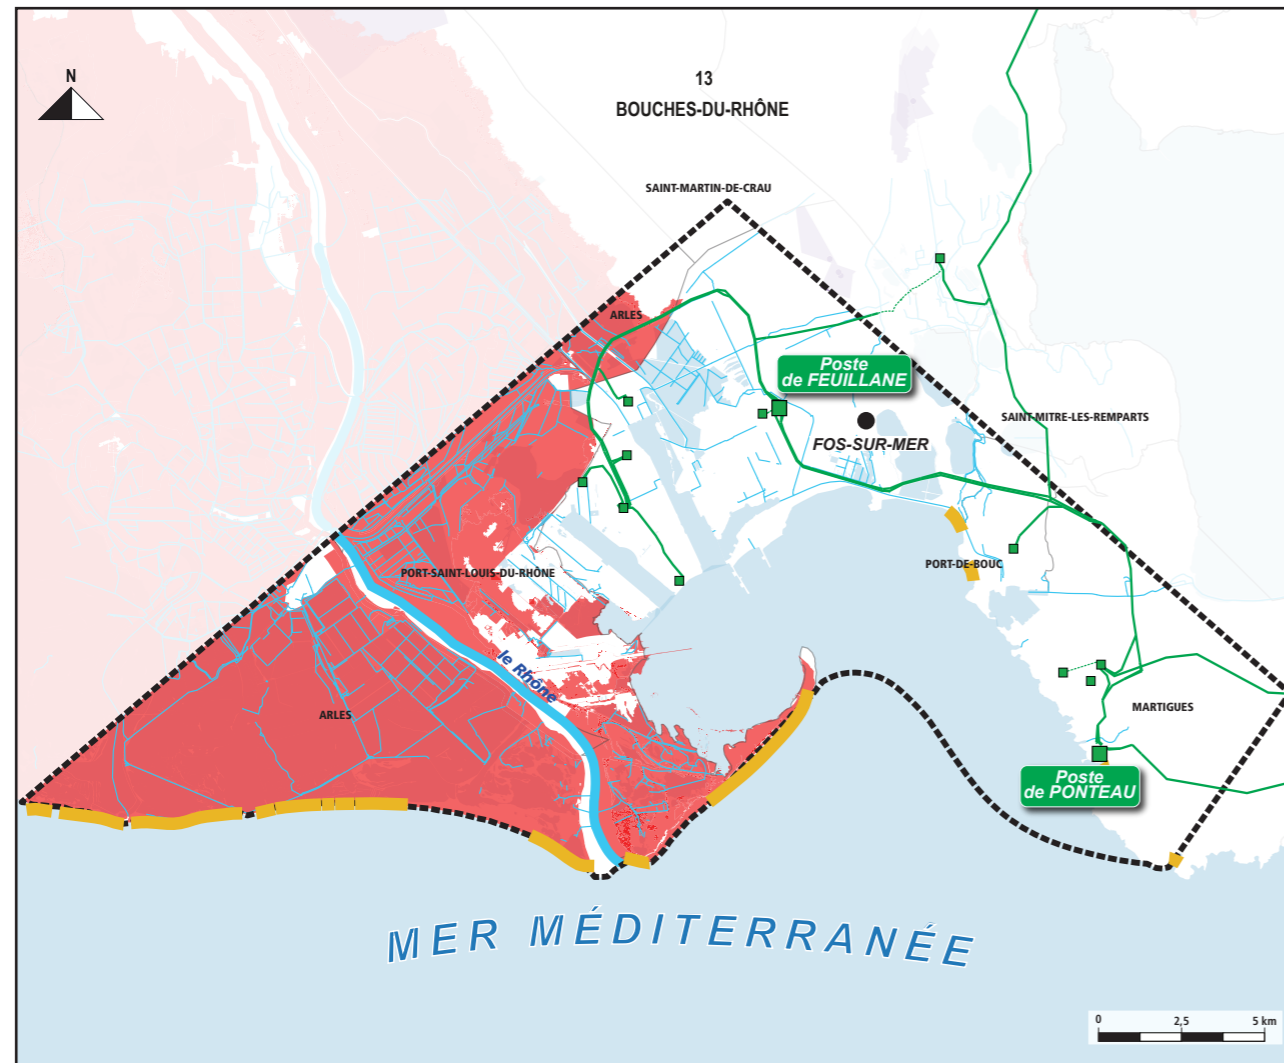 N
13
BOUCHES-DU-RHÔNE
SAINT-MARTIN-DE-CRAU
ARLES
Poste
de FEUILLANE
SAINT-MITRE-LES-REMPARTS
FOS-SUR-MER
PORT-DE-BOUC
PORT-SAINT-LOUIS-DU-RHÔNE
le Rhône
ARLES
MARTIGUES
Poste
de PONTEAU
MER MÉDITERRANÉE
0 2,5 5 km